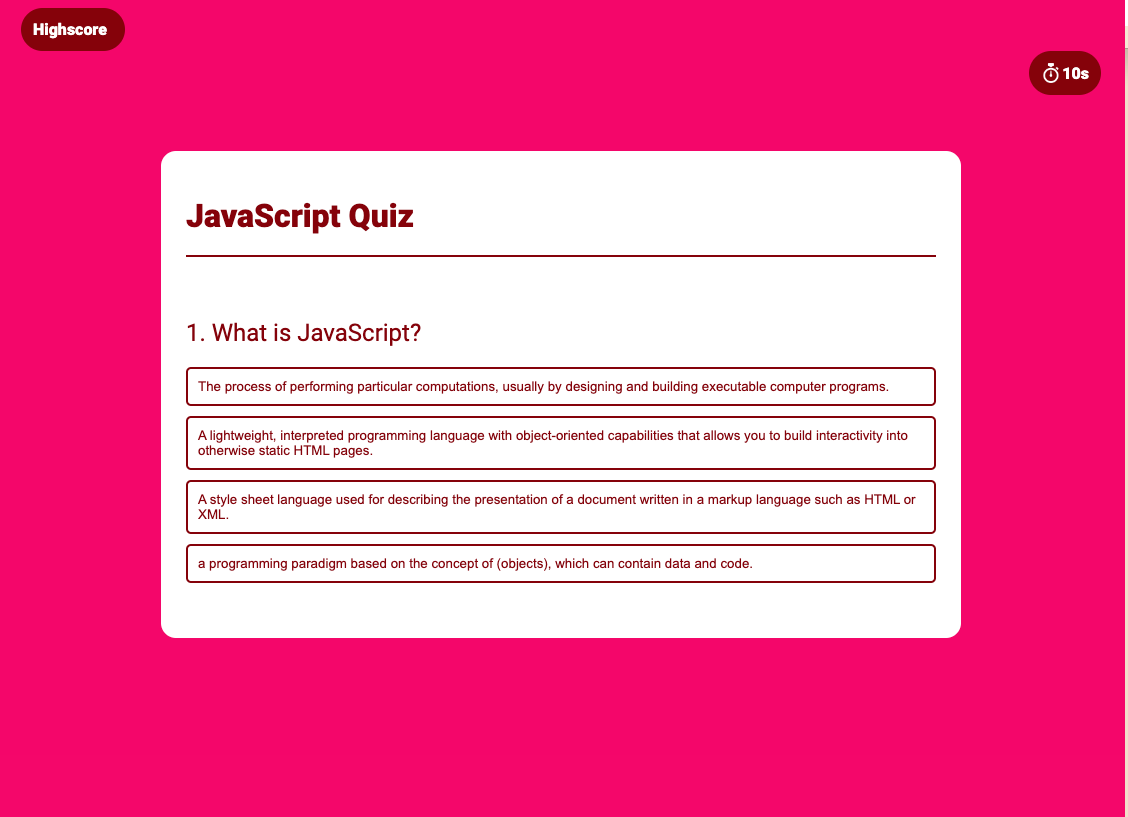 Highscore
10s
JavaScript Quiz
1. What is JavaScript?
The process of performing particular computations, usually by designing and building executable computer programs.
A lightweight, interpreted programming language with object-oriented capabilities that allows you to build interactivity into
otherwise static HTML pages.
A style sheet language used for describing the presentation of a document written in a markup language such as HTML or
XML.
a programming paradigm based on the concept of (objects), which can contain data and code.